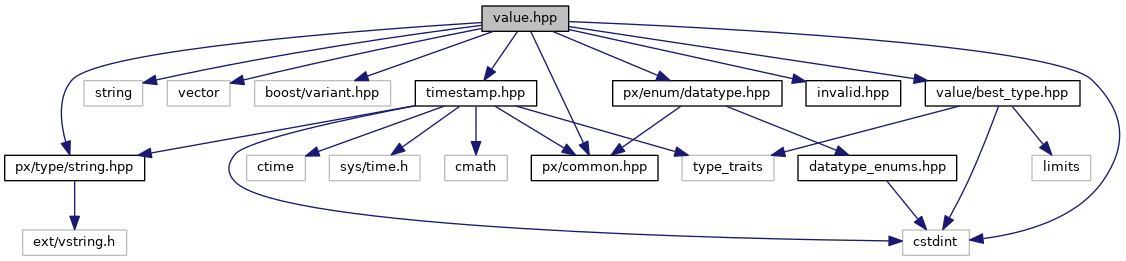 value.hpp
string
vector
boost/variant.hpp
timestamp.hpp
px/enum/datatype.hpp
invalid.hpp
value/best_type.hpp
px/type/string.hpp
ctime
sys/time.h
cmath
px/common.hpp
type_traits
datatype_enums.hpp
limits
ext/vstring.h
cstdint